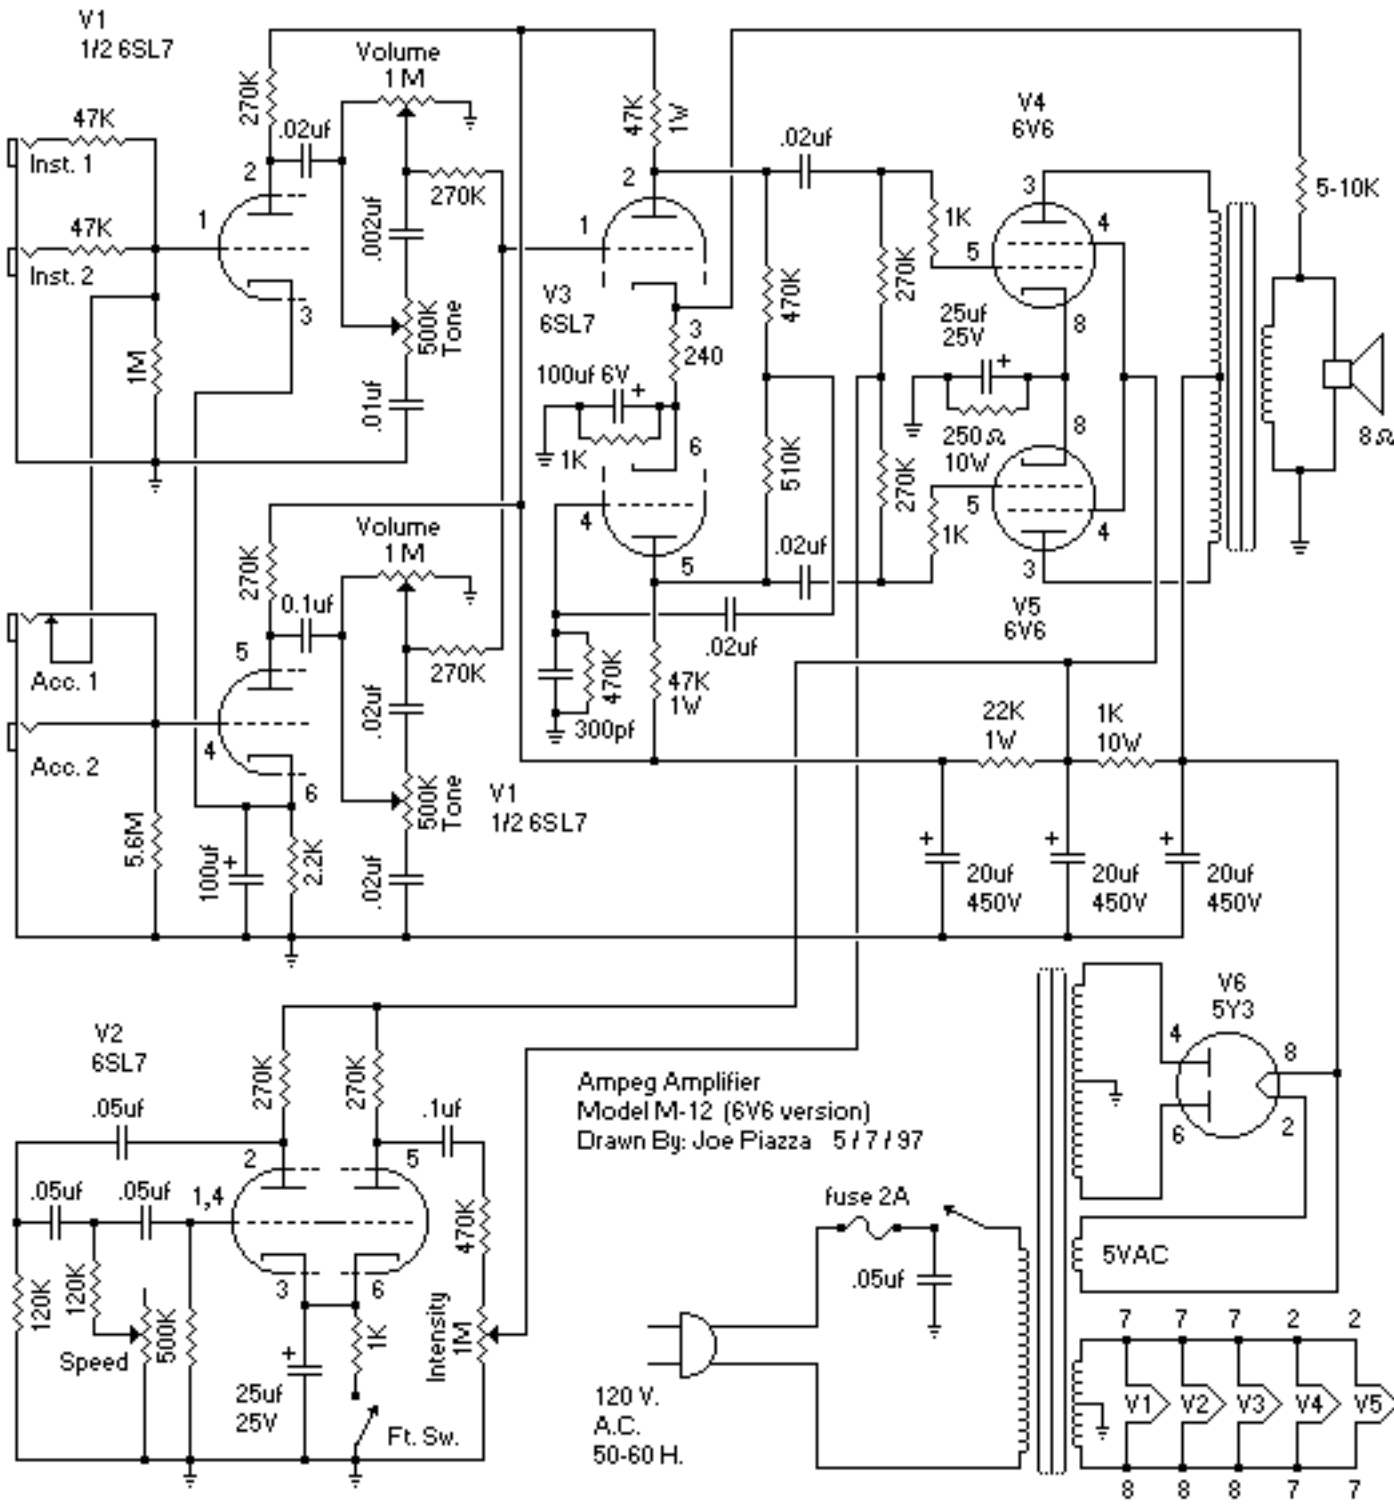 V1
1/2 6SL7
Volume
1 M
270K
47K
.02uf
Inst. 1
2
1
47K
Inst. 2
3
1M
270K
.002uf
500K
Tone
.01uf
47K
1W
2
1
V3
6SL7
3
240
100uf 6V
+
1K
6
4
5
.02uf
470K
510K
270K
270K
.02uf
.02uf
V4
6V6
3
4
1K
5
25uf
25V
+
8
250 Ω
10W
8
5
4
1K
3
V5
6V6
5-10K
8 Ω
Volume
1 M
270K
0.1uf
5
Acc. 1
4
Acc. 2
6
5.6M
100uf
+
2.2K
270K
.02uf
500K
Tone
.02uf
V1
1/2 6SL7
470K
300pf
47K
1W
22K
1W
1K
10W
+
20uf
450V
+
20uf
450V
+
20uf
450V
V2
6SL7
270K
270K
.05uf
.1uf
2
5
.05uf
.05uf
1,4
3
6
120K
120K
Speed
500K
+
25uf
25V
1K
Ft. Sw.
470K
Intensity
1M
Ampeg Amplifier
Model M-12 (6V6 version)
Drawn By: Joe Piazza 5 / 7 / 97
fuse 2A
.05uf
120 V.
A.C.
50-60 H.
V6
5Y3
4
8
6
2
5VAC
7 7 7 2 2
V1 V2 V3 V4 V5
8 8 8 7 7